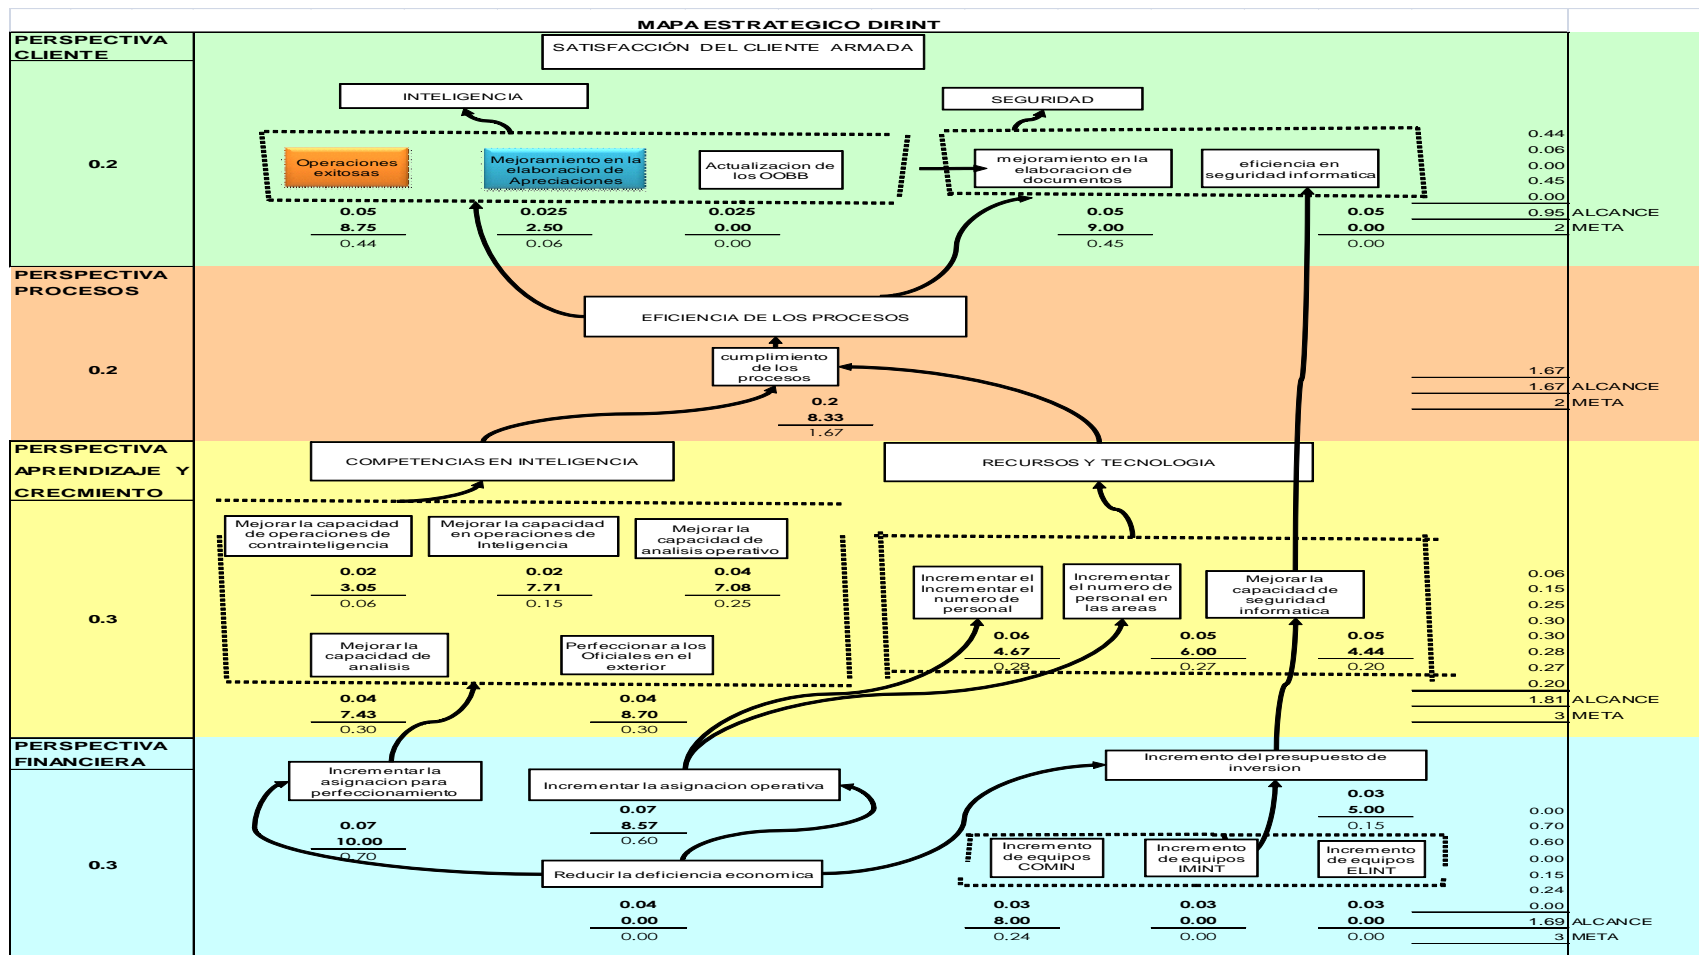 MAPA ESTRATEGICO DIRINT
PERSPECTIVA
CLIENTE
SATISFACCIÓN DEL CLIENTE ARMADA
INTELIGENCIA
SEGURIDAD
0.2
Operaciones
exitosas
Mejoramiento en la
elaboracion de
Apreciaciones
Actualizacion de
los OOBB
mejoramiento en la
elaboracion de
documentos
eficiencia en
seguridad informatica
0.44
0.06
0.00
0.45
0.00
0.05 0.025 0.025 0.05 0.05 0.95 ALCANCE
8.75 2.50 0.00 9.00 0.00 2 META
0.44 0.06 0.00 0.45 0.00
PERSPECTIVA
PROCESOS
EFICIENCIA DE LOS PROCESOS
0.2
cumplimiento
de los
procesos
1.67
1.67 ALCANCE
2 META
0.2
8.33
1.67
PERSPECTIVA
APRENDIZAJE Y
CRECMIENTO
COMPETENCIAS EN INTELIGENCIA
RECURSOS Y TECNOLOGIA
0.3
Mejorar la capacidad
de operaciones de
contrainteligencia
Mejorar la capacidad
en operaciones de
Inteligencia
Mejorar la
capacidad de
analisis operativo
0.02 0.02 0.04
3.05 7.71 7.08
0.06 0.15 0.25
Incrementar el
Incrementar el
numero de
personal
Incrementar
el numero de
personal en
las areas
Mejorar la
capacidad de
seguridad
informatica
0.06 0.05 0.05
4.67 6.00 4.44
0.28 0.27 0.20
Mejorar la
capacidad de
analisis
Perfeccionar a los
Oficiales en el
exterior
0.04 0.04
7.43 8.70
0.30 0.30
0.06
0.15
0.25
0.30
0.30
0.28
0.27
0.20
1.81 ALCANCE
3 META
PERSPECTIVA
FINANCIERA
0.3
Incrementar la
asignacion para
perfeccionamiento
0.07
10.00
0.70
Incrementar la asignacion operativa
0.07
8.57
0.60
Incremento del presupuesto de
inversion
0.03
5.00
0.15
Reducir la deficiencia economica
0.04
0.00
0.00
Incremento
de equipos
COMIN
Incremento
de equipos
IMINT
Incremento
de equipos
ELINT
0.03 0.03 0.03
8.00 0.00 0.00
0.24 0.00 0.00
0.00
0.70
0.60
0.00
0.15
0.24
0.00
1.69 ALCANCE
3 META